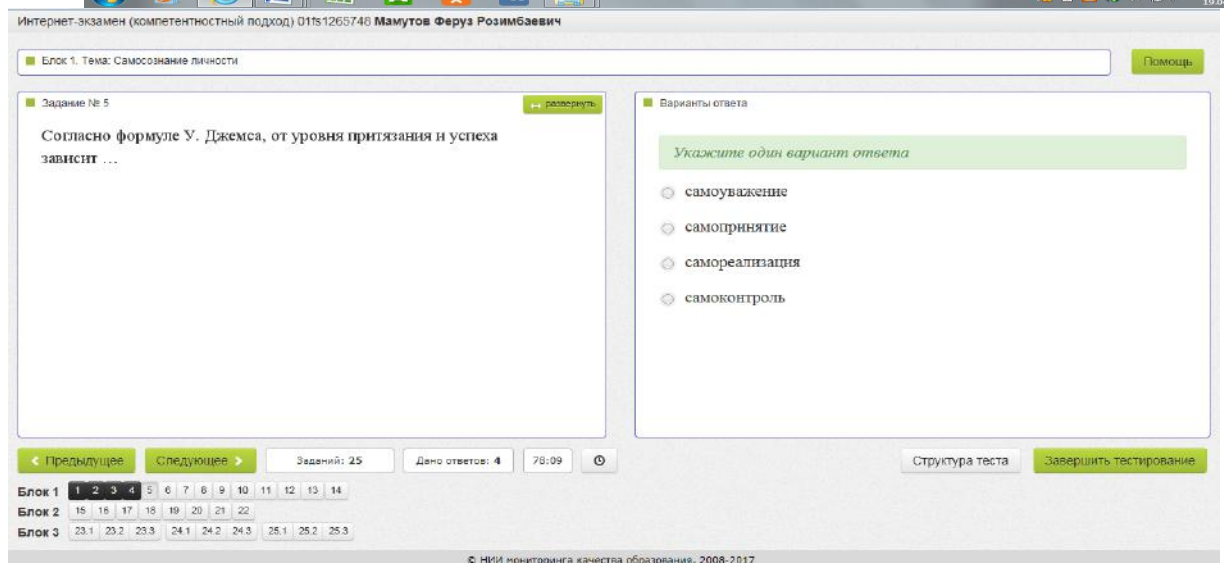 19.0
Интернет-экзамен (компетентностный подход) 01fs1265748 Мамутов Феруз Розимбаевич
Блок 1. Тема: Самосознание личности
Помощь
Задание № 5
развернуть
Варианты ответа
Согласно формуле У. Джемса, от уровня притязания и успеха
зависит ...
Укажите один вариант ответа
самоуважение
самопринятие
самореализация
самоконтроль
Предыдущее
Следующее
Заданий: 25
Дано ответов: 4
78:09
Структура теста
Завершить тестирование
Блок 1 1 2 3 4 5 6 7 8 9 10 11 12 13 14
Блок 2 15 16 17 18 19 20 21 22
Блок 3 23.1 23.2 23.3 24.1 24.2 24.3 25.1 25.2 25.3
© НИИ мониторинга качества образования, 2008-2017